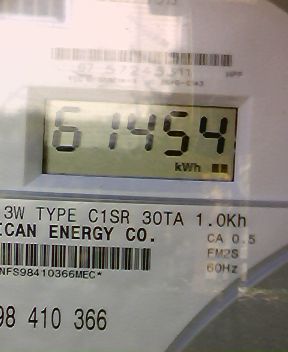 61454
kWh
3W TYPE C1SR 30TA 1.0Kh
ICAN ENERGY CO.
CA 0.5
FM2S
60Hz
NFS98410366MEC*
98 410 366